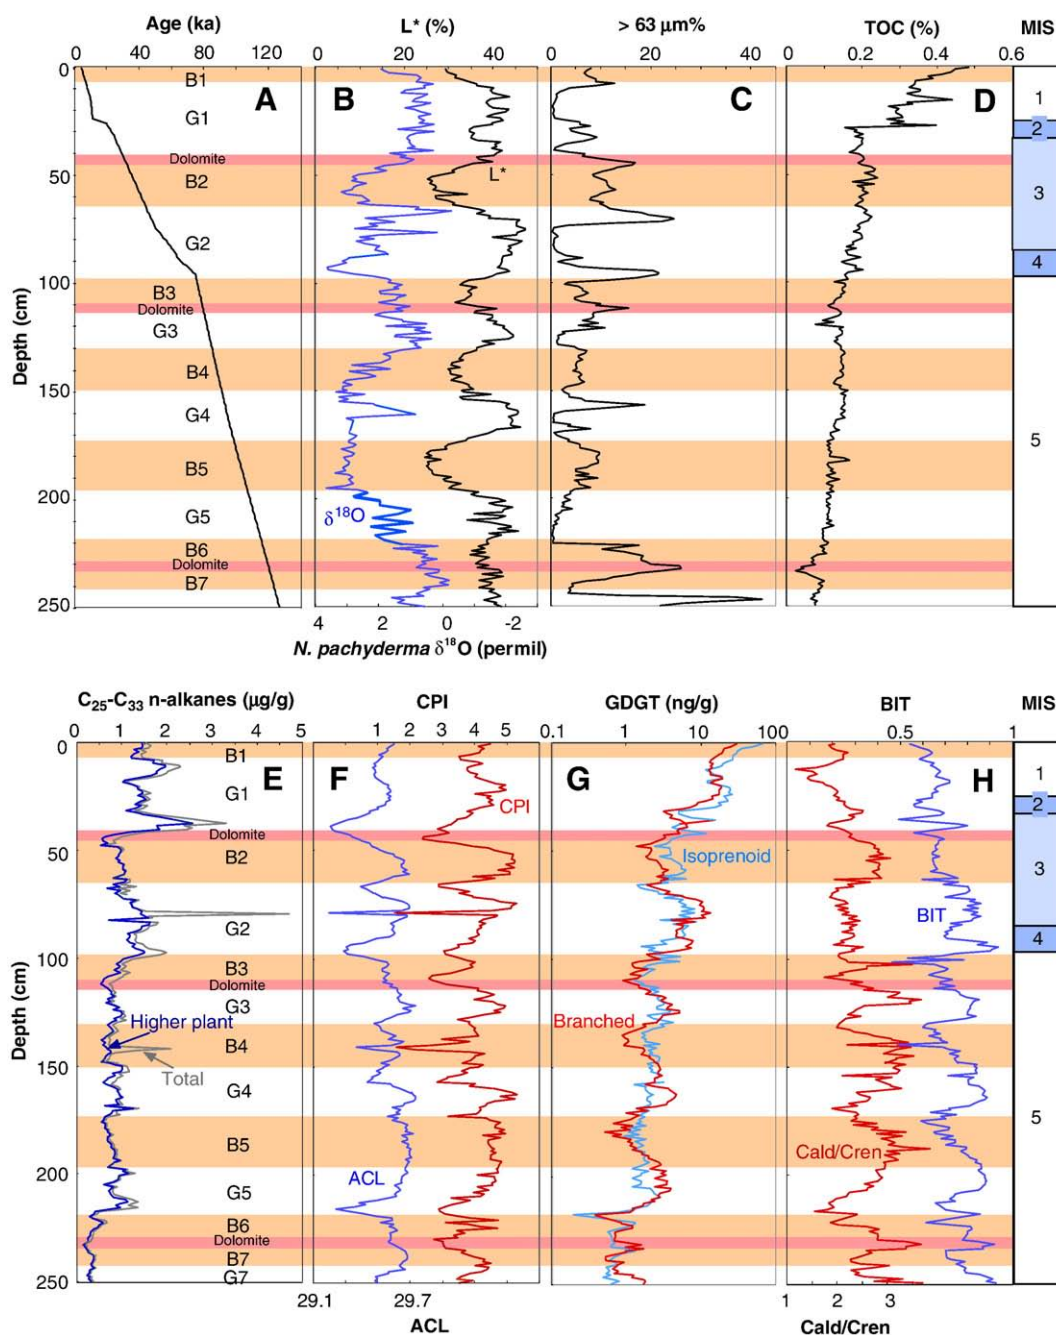 Age (ka) L* (%) > 63 μm% TOC (%) MIS
0 40 80 120 0 20 40 0 20 40 0 0.2 0.4 0.6
0 B1 A B C D 1
G1 2
Dolomite L* 3
50 B2
G2 4
100 B3
Dolomite
G3
Depth (cm)
B4
150
G4 5
B5
200 δ18O
G5
B6
Dolomite
B7
250
4 2 0 -2
N. pachyderma δ18O (permil)
C25-C33 n-alkanes (μg/g) CPI GDGT (ng/g) BIT MIS
0 1 2 3 4 5 0 1 2 3 4 5 0.1 1 10 100 0 0.5 1
0 B1 E F G H 1
G1 CPI 2
Dolomite
50 B2 Isoprenoid 3
BIT
G2 4
100 B3
Dolomite
G3 Branched
Higher plant
Depth (cm)
B4
150 Total
G4 5
B5 Cald/Cren
200 ACL
G5
B6
Dolomite
B7
250 G7
29.1 29.7 1 2 3
ACL Cald/Cren